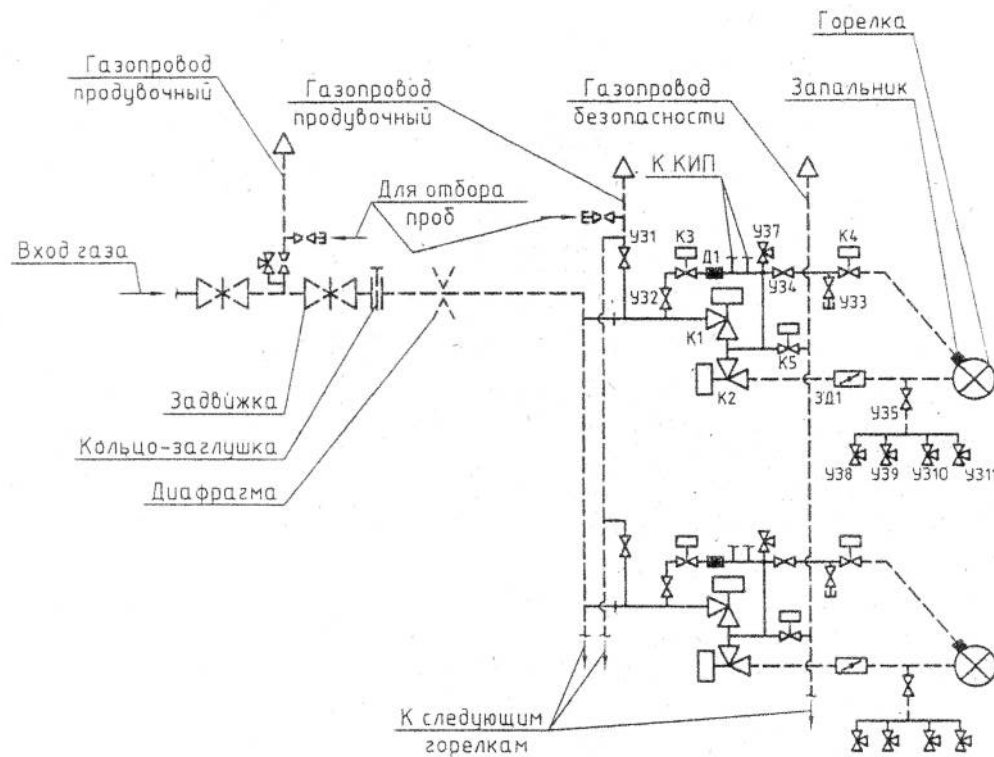 Горелка
Газопровод
продувочный
Газопровод
продувочный
Газопровод
безопасности
Запальник
Для отбора
проб
К КИП
Вход газа
УЗ1
К3
УЗ7
К4
Д1
УЗ2
УЗ4
УЗ3
К1
К5
К2
ЗД1
УЗ5
Задвижка
Кольцо-заглушка
Диафрагма
УЗ8
УЗ9
УЗ10
УЗ11
К следующим
горелкам